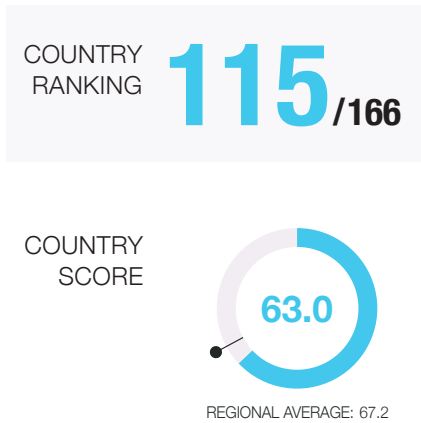 COUNTRY
RANKING
115/166
COUNTRY
SCORE
63.0
REGIONAL AVERAGE: 67.2